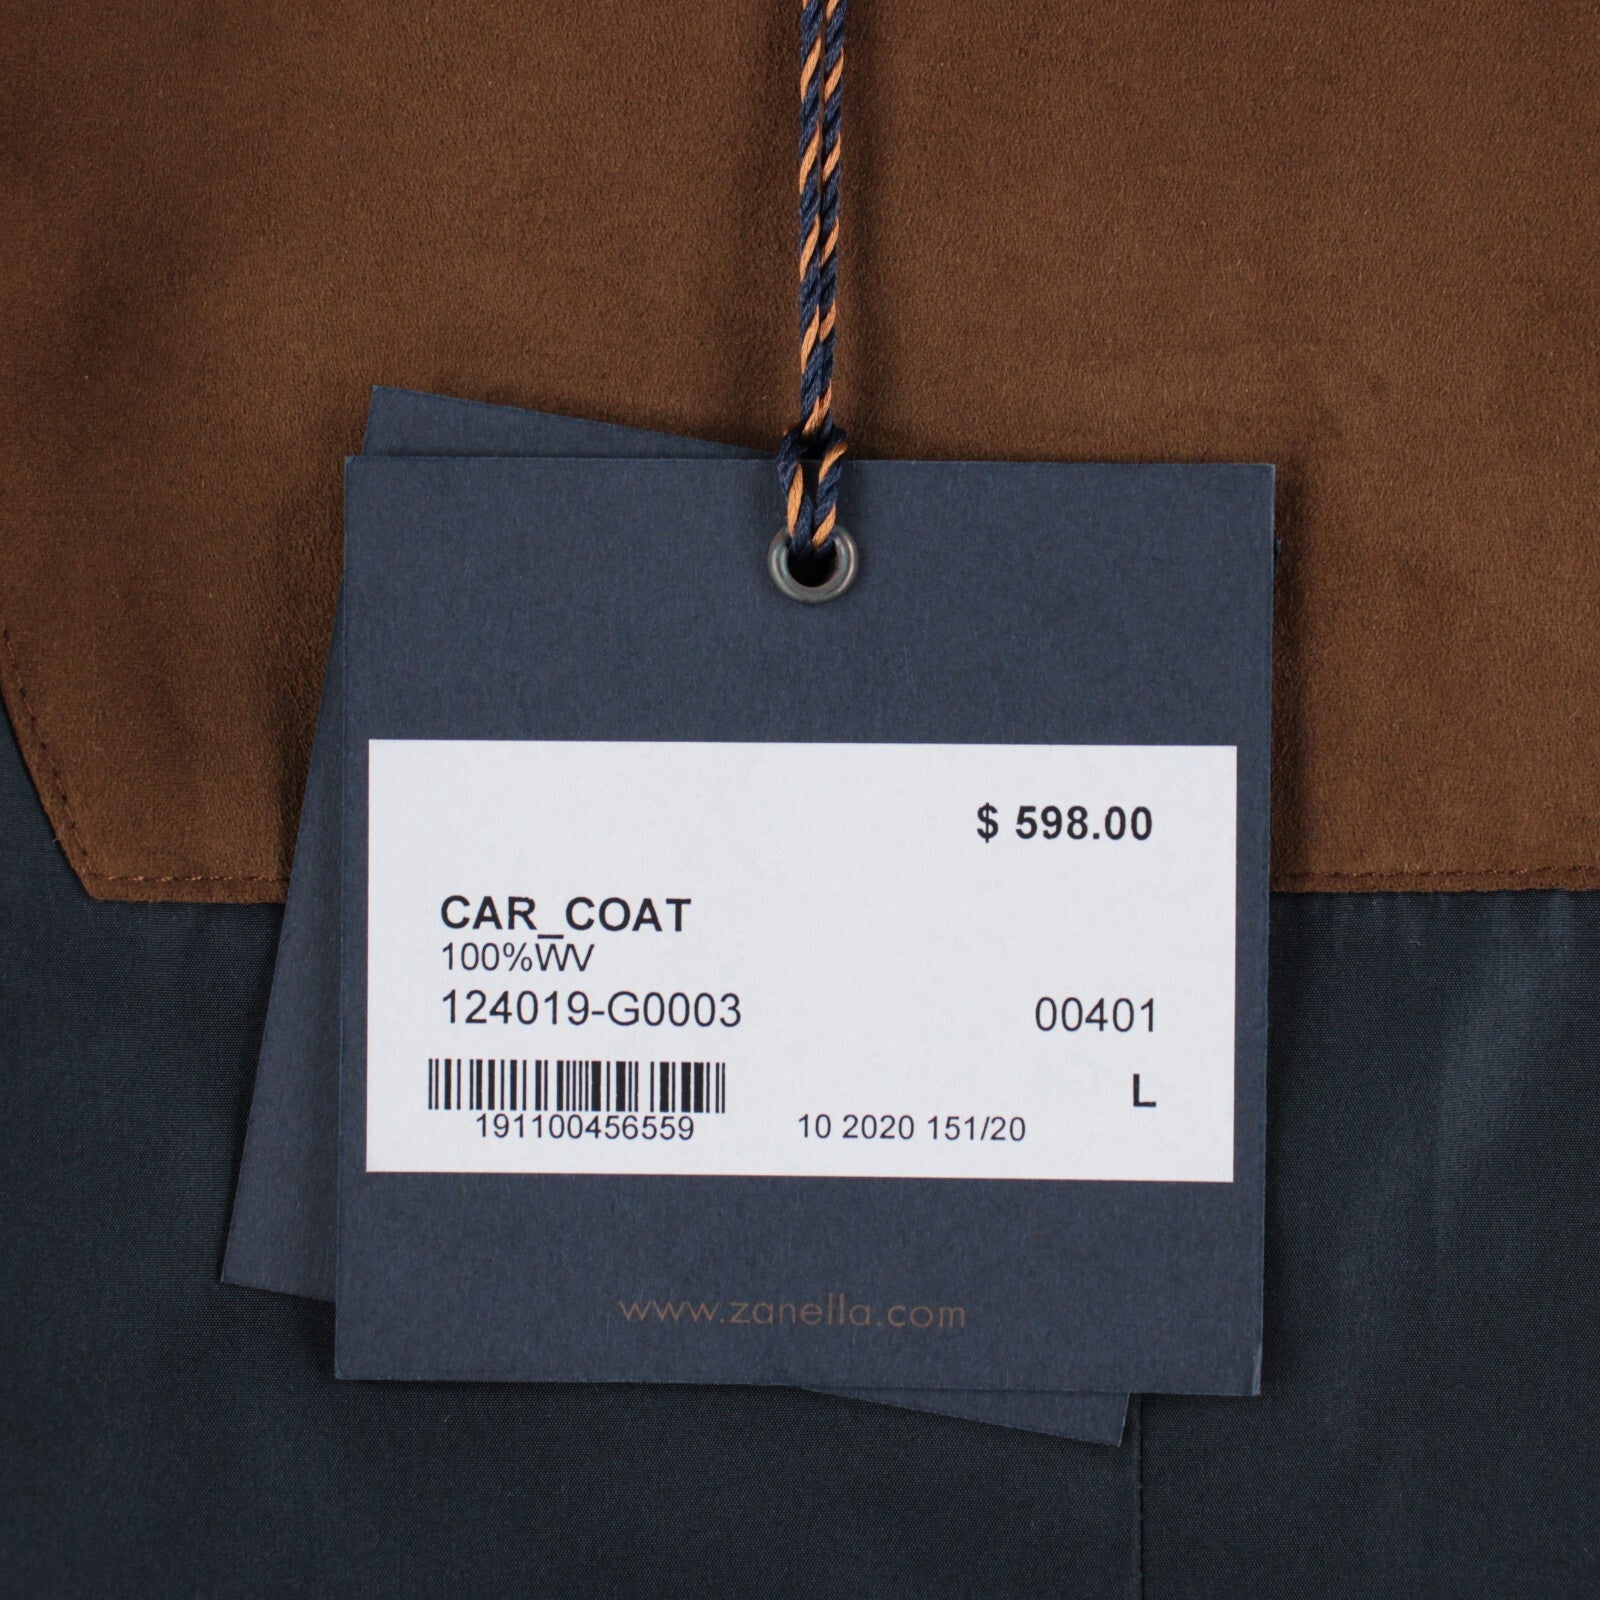 $ 598.00
CAR_COAT
100%WV
124019-G0003 00401
L
191100456559 10 2020 151/20
www.zanella.com